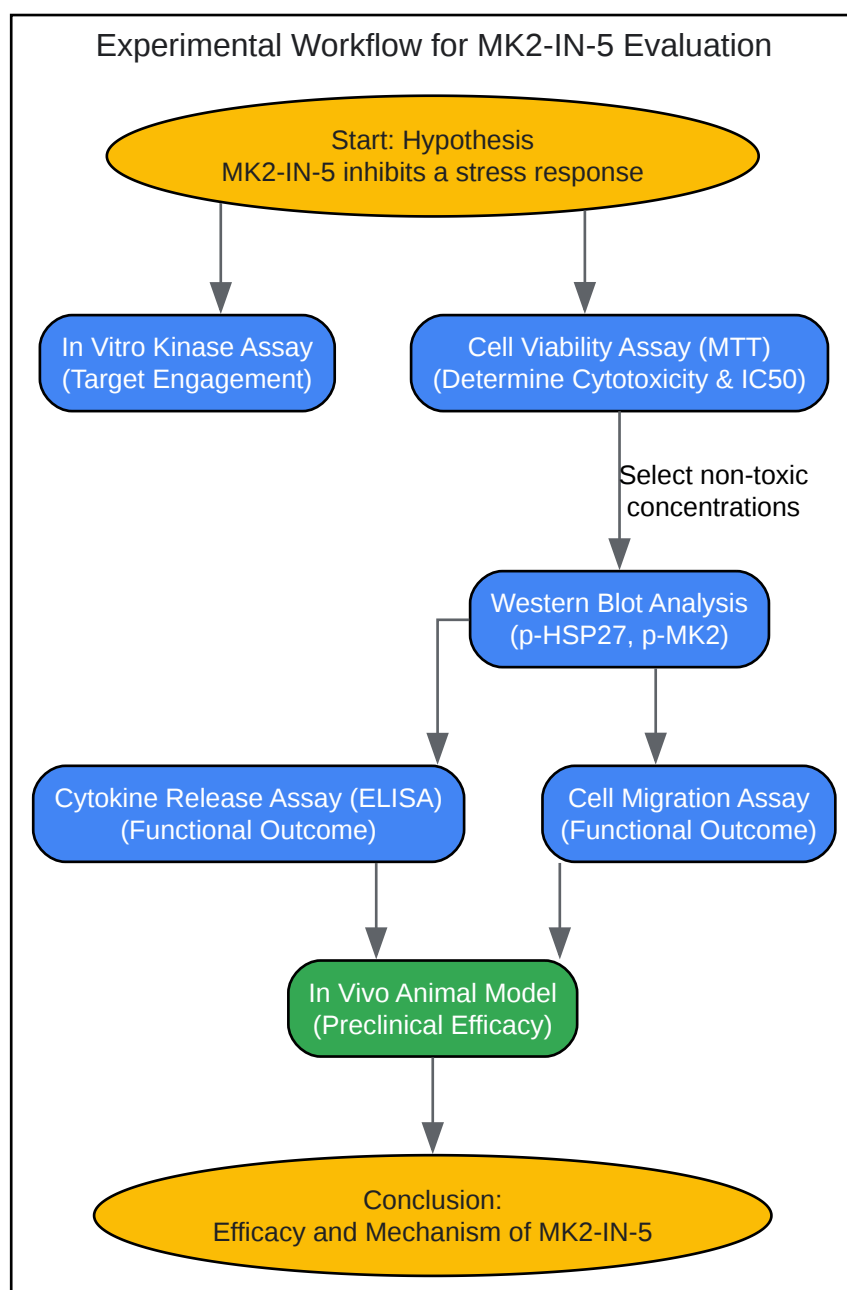 Experimental Workflow for MK2-IN-5 Evaluation
Start: Hypothesis
MK2-IN-5 inhibits a stress response
In Vitro Kinase Assay
(Target Engagement)
Cell Viability Assay (MTT)
(Determine Cytotoxicity & IC50)
Select non-toxic
concentrations
Western Blot Analysis
(p-HSP27, p-MK2)
Cytokine Release Assay (ELISA)
(Functional Outcome)
Cell Migration Assay
(Functional Outcome)
In Vivo Animal Model
(Preclinical Efficacy)
Conclusion:
Efficacy and Mechanism of MK2-IN-5